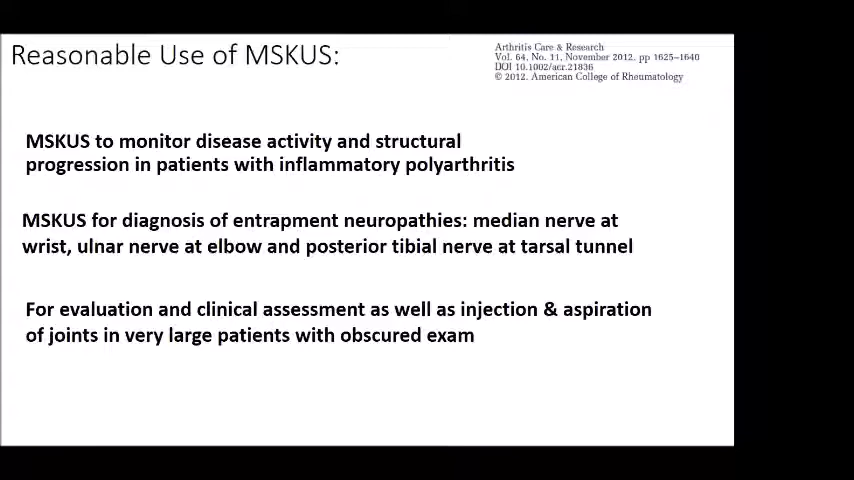 Reasonable Use of MSKUS:
Arthritis Care & Research
Vol. 64, No. 11, November 2012. pp 1625–1640
DOI 10.1002/acr.21836
© 2012. American College of Rheumatology
MSKUS to monitor disease activity and structural
progression in patients with inflammatory polyarthritis
MSKUS for diagnosis of entrapment neuropathies: median nerve at
wrist, ulnar nerve at elbow and posterior tibial nerve at tarsal tunnel
For evaluation and clinical assessment as well as injection & aspiration
of joints in very large patients with obscured exam